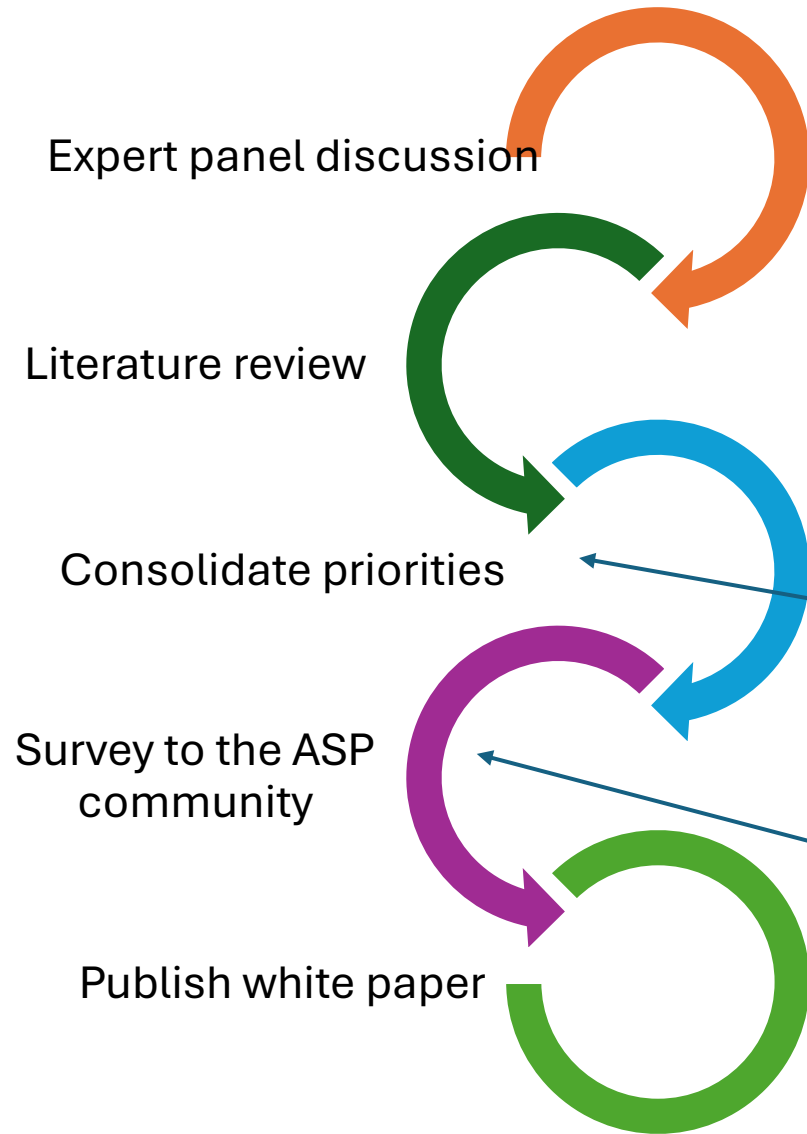 Expert panel discussion
Literature review
Consolidate priorities
Survey to the ASP
community
Publish white paper